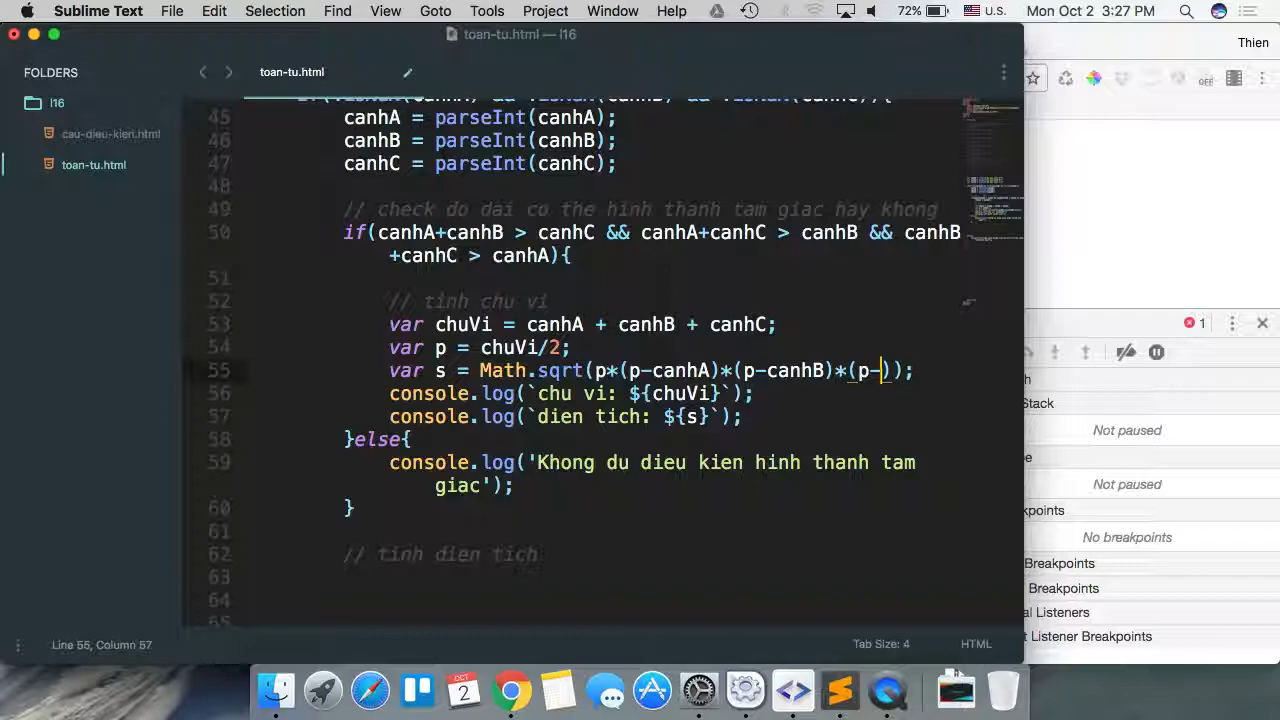 Sublime Text File Edit Selection Find View Goto Tools Project Window Help 72% U.S. Mon Oct 2 3:27 PM
toan-tu.html — l16
Thien
FOLDERS
toan-tu.html
l16
cau-dieu-kien.html
toan-tu.html
OFF
45 canhA = parseInt(canhA);
46 canhB = parseInt(canhB);
47 canhC = parseInt(canhC);
48
49 // check do dai co the hinh thanh tam giac hay khong
50 if(canhA+canhB > canhC && canhA+canhC > canhB && canhB
+canhC > canhA){
51
52 // tinh chu vi
53 var chuVi = canhA + canhB + canhC;
54 var p = chuVi/2;
55 var s = Math.sqrt(p*(p-canhA)*(p-canhB)*(p-));
56 console.log(`chu vi: ${chuVi}`);
57 console.log(`dien tich: ${s}`);
58 }else{
59 console.log('Khong du dieu kien hinh thanh tam
giac');
60 }
61
62 // tinh dien tich
63
64
65
1
Stack
Not paused
Not paused
kpoints
No breakpoints
Breakpoints
Breakpoints
al Listeners
t Listener Breakpoints
Line 55, Column 57 Tab Size: 4 HTML
OCT
2